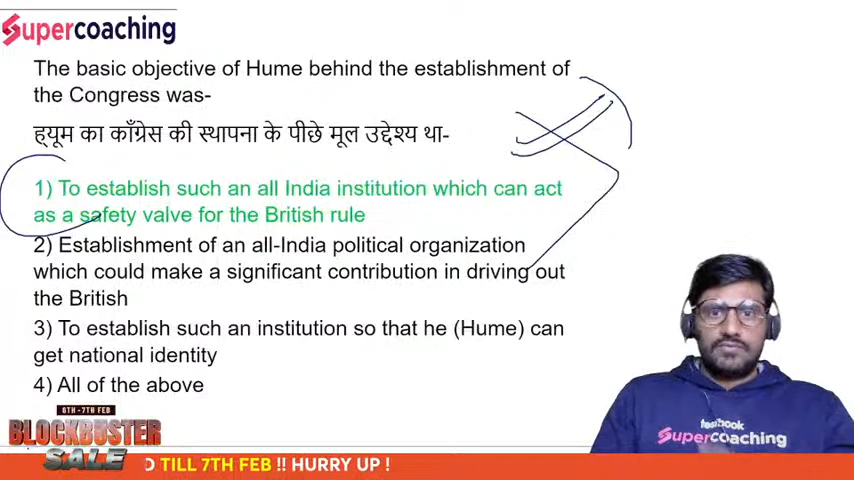 Supercoaching
The basic objective of Hume behind the establishment of
the Congress was-
ह्यूम का काँग्रेस की स्थापना के पीछे मूल उद्देश्य था-
1) To establish such an all India institution which can act
as a safety valve for the British rule
2) Establishment of an all-India political organization
which could make a significant contribution in driving out
the British
3) To establish such an institution so that he (Hume) can
get national identity
4) All of the above
6TH -7TH FEB
BLOCKBUSTER
SALE
D TILL 7TH FEB !! HURRY UP !
testbook
Supercoaching